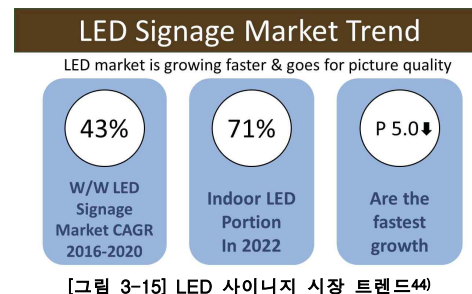 LED Signage Market Trend
LED market is growing faster & goes for picture quality
43%
W/W LED
Signage
Market CAGR
2016-2020
71%
Indoor LED
Portion
In 2022
P 5.0⬇
Are the
fastest
growth
[그림 3-15] LED 사이니지 시장 트렌드44)